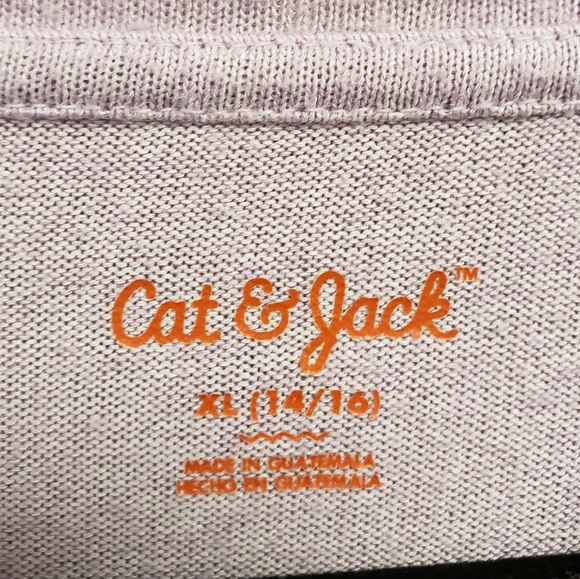 Cat & Jack™
XL (14/16)
MADE IN GUATEMALA
HECHO EN GUATEMALA